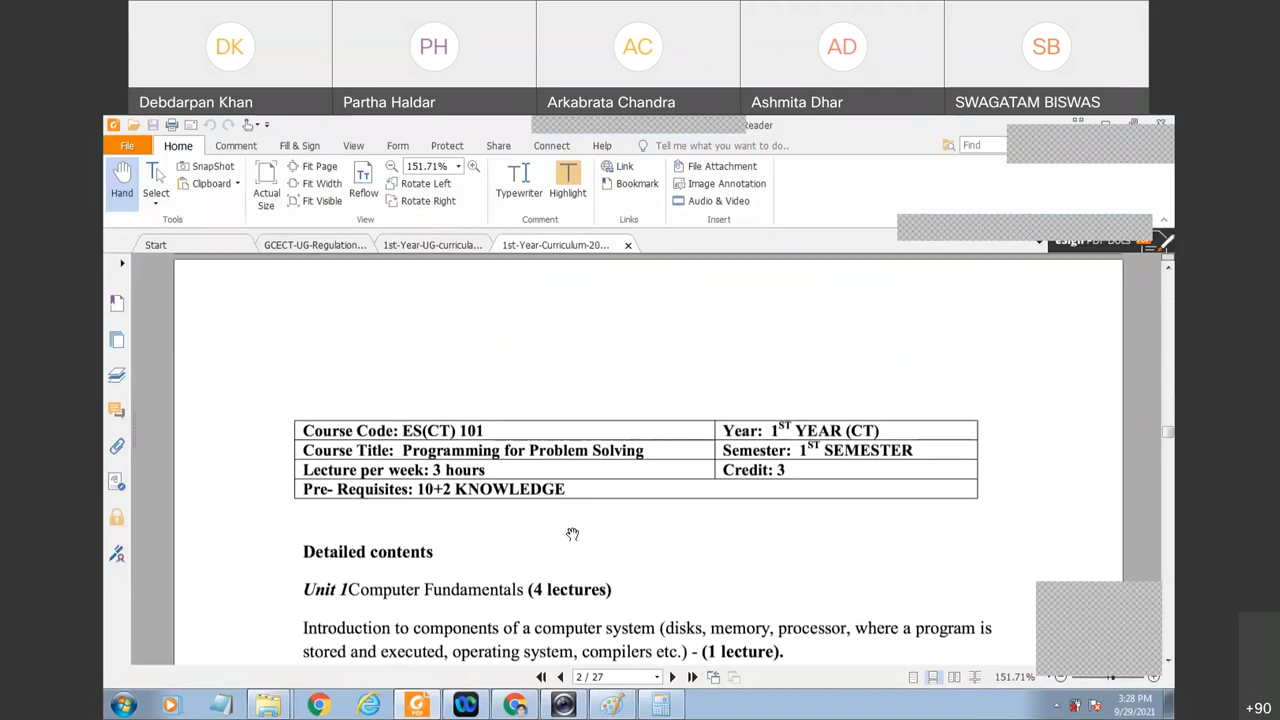 DK
PH
AC
AD
SB
Debdarpan Khan
Partha Haldar
Arkabrata Chandra
Ashmita Dhar
SWAGATAM BISWAS
Reader
File Home Comment View Form Protect Share Connect Help Tell me what you want to do.. Find
Fill & Sign
Hand
Select
SnapShot
Clipboard
Tools
Actual Size
Fit Page
Fit Width
Fit Visible
Reflow
151.71%
Rotate Left
Rotate Right
View
Typewriter
Highlight
Comment
Link
Bookmark
Links
File Attachment
Image Annotation
Audio & Video
Insert
Start
GCECT-UG-Regulation...
1st-Year-UG-curricula...
1st-Year-Curriculum-20...
PDF Docs
Course Code: ES(CT) 101 Year: 1ST YEAR (CT)
Course Title: Programming for Problem Solving Semester: 1ST SEMESTER
Lecture per week: 3 hours Credit: 3
Pre- Requisites: 10+2 KNOWLEDGE
Detailed contents
Unit 1Computer Fundamentals (4 lectures)
Introduction to components of a computer system (disks, memory, processor, where a program is
stored and executed, operating system, compilers etc.) - (1 lecture).
2 / 27
151.71%
3:28 PM
9/29/2021
+90